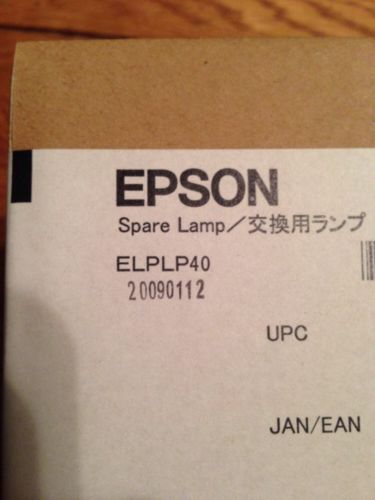 EPSON
Spare Lamp／交換用ランプ
ELPLP40
20090112
UPC
JAN/EAN